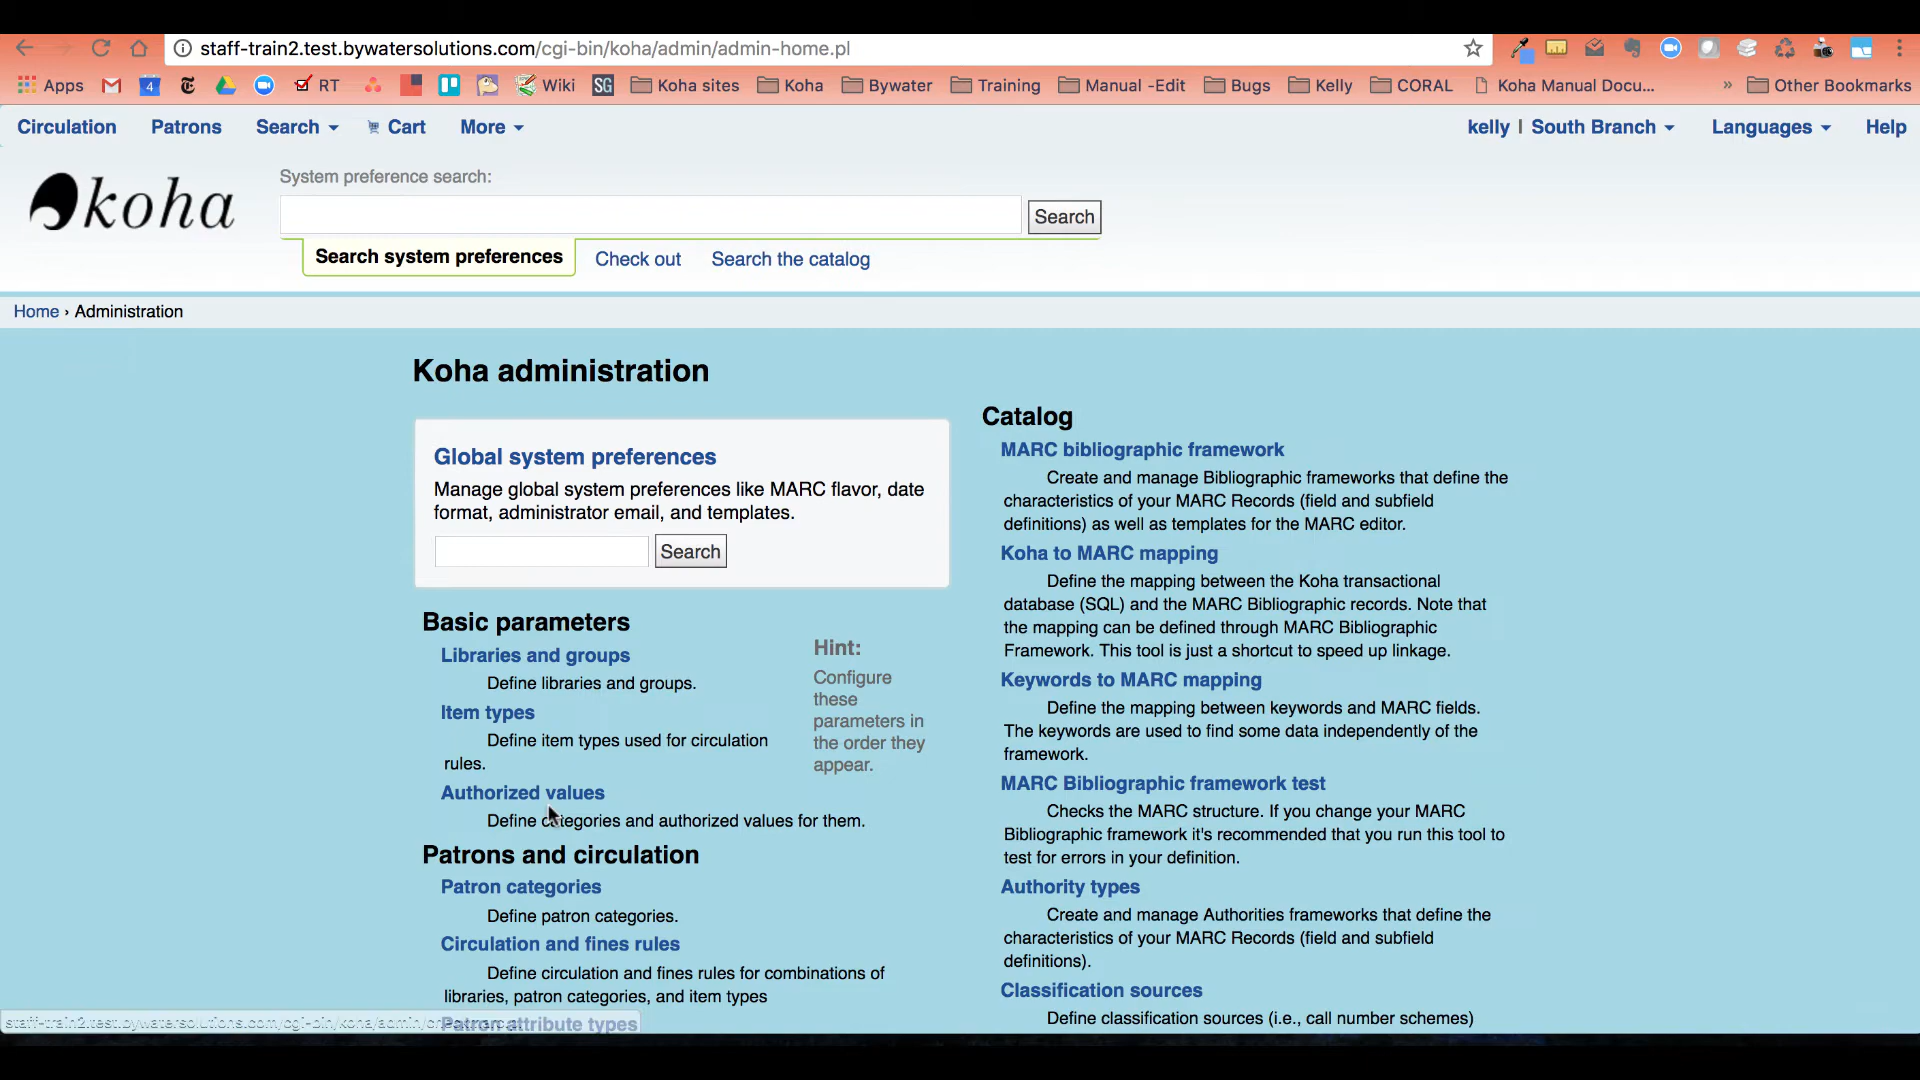 staff-train2.test.bywatersolutions.com/cgi-bin/koha/admin/admin-home.pl
Apps 4 RT Wiki SG Koha sites Koha Bywater Training Manual -Edit Bugs Kelly CORAL Koha Manual Docu... » Other Bookmarks
Circulation Patrons Search Cart More kelly | South Branch Languages Help
koha
System preference search:
Search
Search system preferences Check out Search the catalog
Home › Administration
Koha administration
Global system preferences
Manage global system preferences like MARC flavor, date
format, administrator email, and templates.
Search
Basic parameters
Libraries and groups
Define libraries and groups.
Item types
Define item types used for circulation
rules.
Hint:
Configure
these
parameters in
the order they
appear.
Authorized values
Define categories and authorized values for them.
Patrons and circulation
Patron categories
Define patron categories.
Circulation and fines rules
Define circulation and fines rules for combinations of
libraries, patron categories, and item types
Patron attribute types
Catalog
MARC bibliographic framework
Create and manage Bibliographic frameworks that define the
characteristics of your MARC Records (field and subfield
definitions) as well as templates for the MARC editor.
Koha to MARC mapping
Define the mapping between the Koha transactional
database (SQL) and the MARC Bibliographic records. Note that
the mapping can be defined through MARC Bibliographic
Framework. This tool is just a shortcut to speed up linkage.
Keywords to MARC mapping
Define the mapping between keywords and MARC fields.
The keywords are used to find some data independently of the
framework.
MARC Bibliographic framework test
Checks the MARC structure. If you change your MARC
Bibliographic framework it's recommended that you run this tool to
test for errors in your definition.
Authority types
Create and manage Authorities frameworks that define the
characteristics of your MARC Records (field and subfield
definitions).
Classification sources
Define classification sources (i.e., call number schemes)